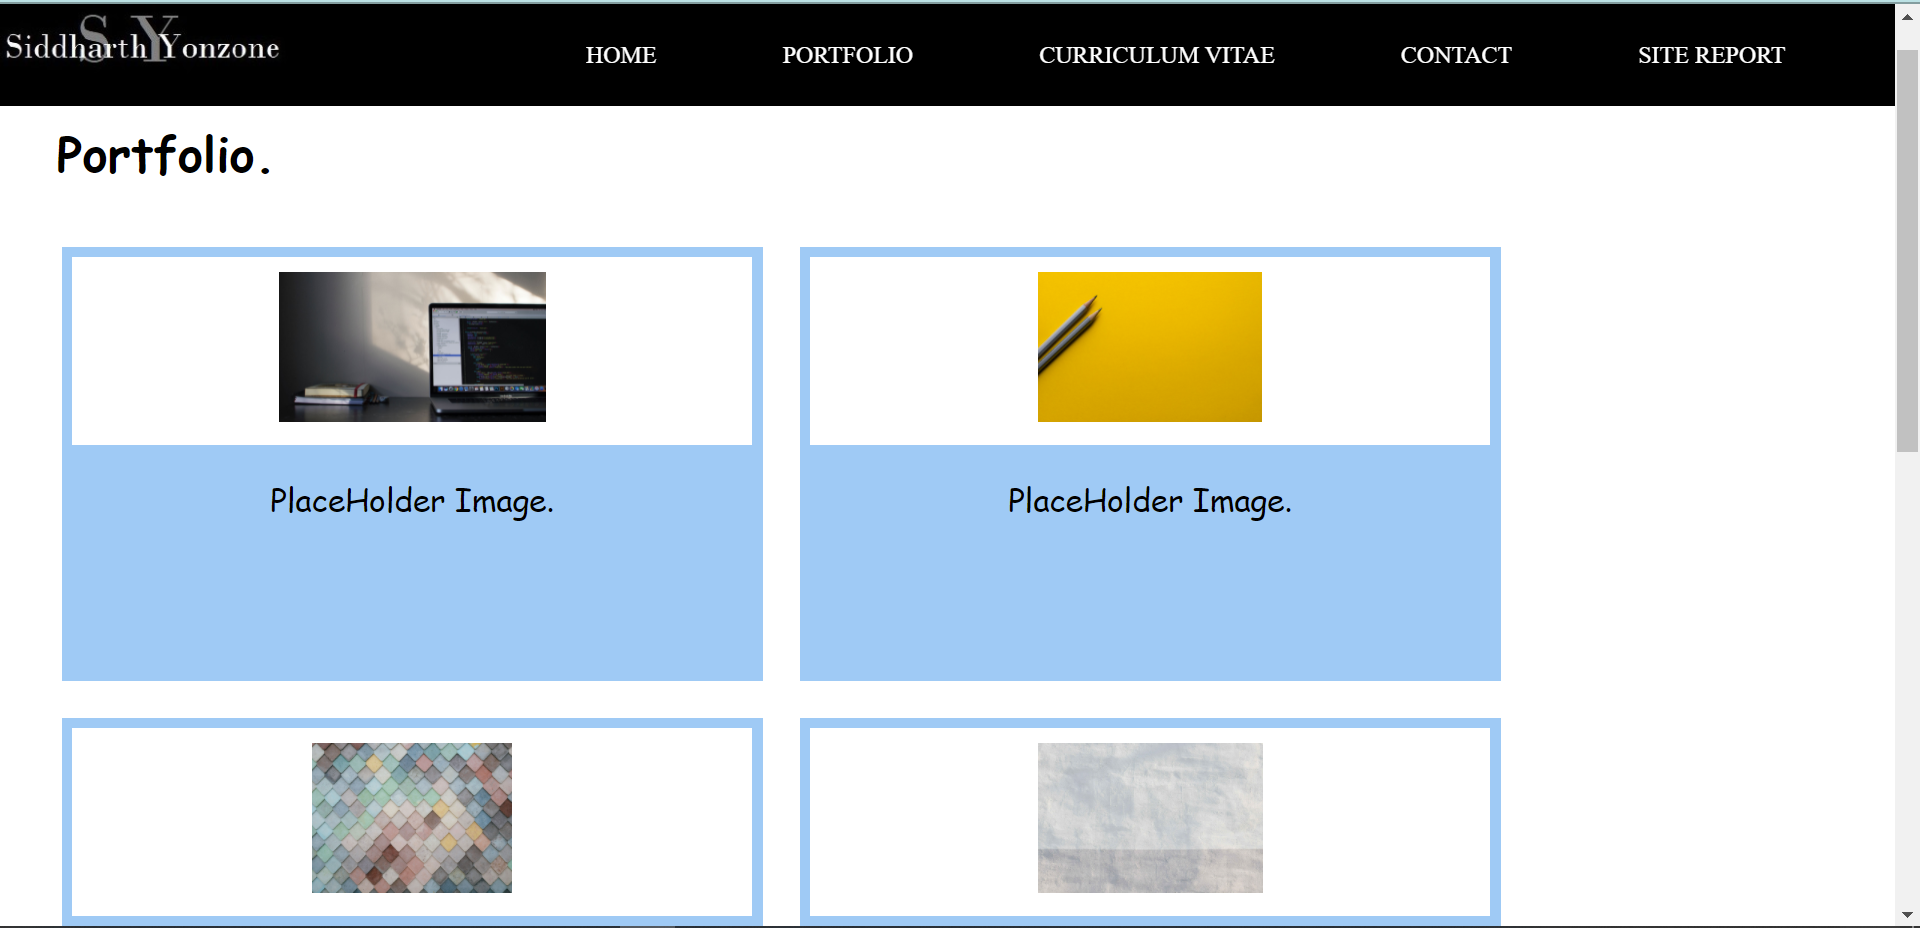 SY
Siddharth Yonzone
HOME PORTFOLIO CURRICULUM VITAE CONTACT SITE REPORT
Portfolio.
PlaceHolder Image. PlaceHolder Image.